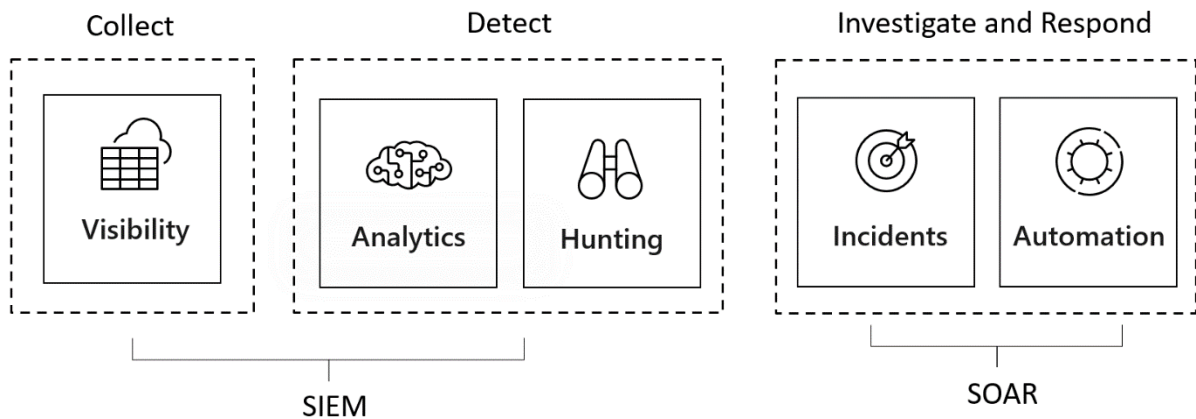 Collect
Detect
Investigate and Respond
Visibility
Analytics
Hunting
Incidents
Automation
SIEM
SOAR